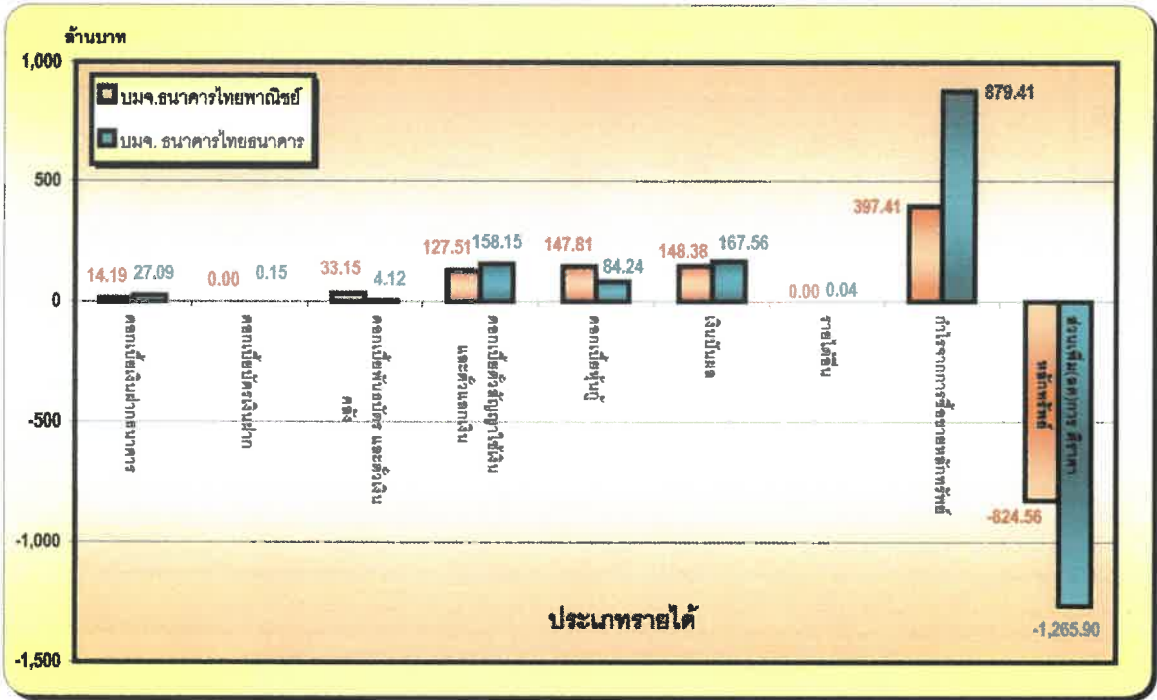 ล้านบาท
1,000
500
0
-500
-1,000
-1,500
บมจ.ธนาคารไทยพาณิชย์
บมจ. ธนาคารไทยธนาคาร
14.19 27.09
0.00 0.15
33.15 4.12
127.51 158.15
147.81 84.24
148.38 167.56
0.00 0.04
397.41 879.41
-824.56
-1,265.90
ดอกเบี้ยเงินฝากธนาคาร
ดอกเบี้ยบัตรเงินฝาก
ดอกเบี้ยพันธบัตร และตั๋วเงิน
คลัง
ดอกเบี้ยตั๋วสัญญาใช้เงิน
และตั๋วแลกเงิน
ดอกเบี้ยหุ้นกู้
เงินปันผล
รายได้อื่น
กำไรจากการซื้อขายหลักทรัพย์
ส่วนเพิ่ม(ลด)การ ตีราคา
หลักทรัพย์
ประเภทรายได้